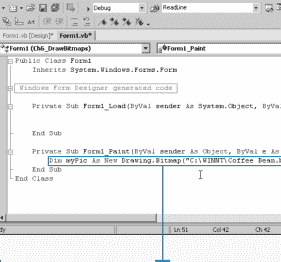 Debug ReadLine
Form1.vb [Design]* Form1.vb*
Form1 (Ch6_DrawBitmaps) Form1_Paint
Public Class Form1
Inherits System.Windows.Forms.Form
Windows Form Designer generated code
Private Sub Form1_Load(ByVal sender As System.Object, ByVa
End Sub
Private Sub Form1_Paint(ByVal sender As Object, ByVal e As
Dim myPic As New Drawing.Bitmap("C:\WINNT\Coffee Bean.b
End Sub
End Class
dy Ln 51 Col 42 Ch 42